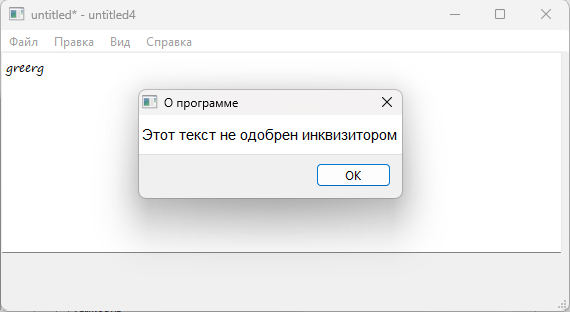 untitled* - untitled4
Файл Правка Вид Справка
greerg
О программе
Этот текст не одобрен инквизитором
OK